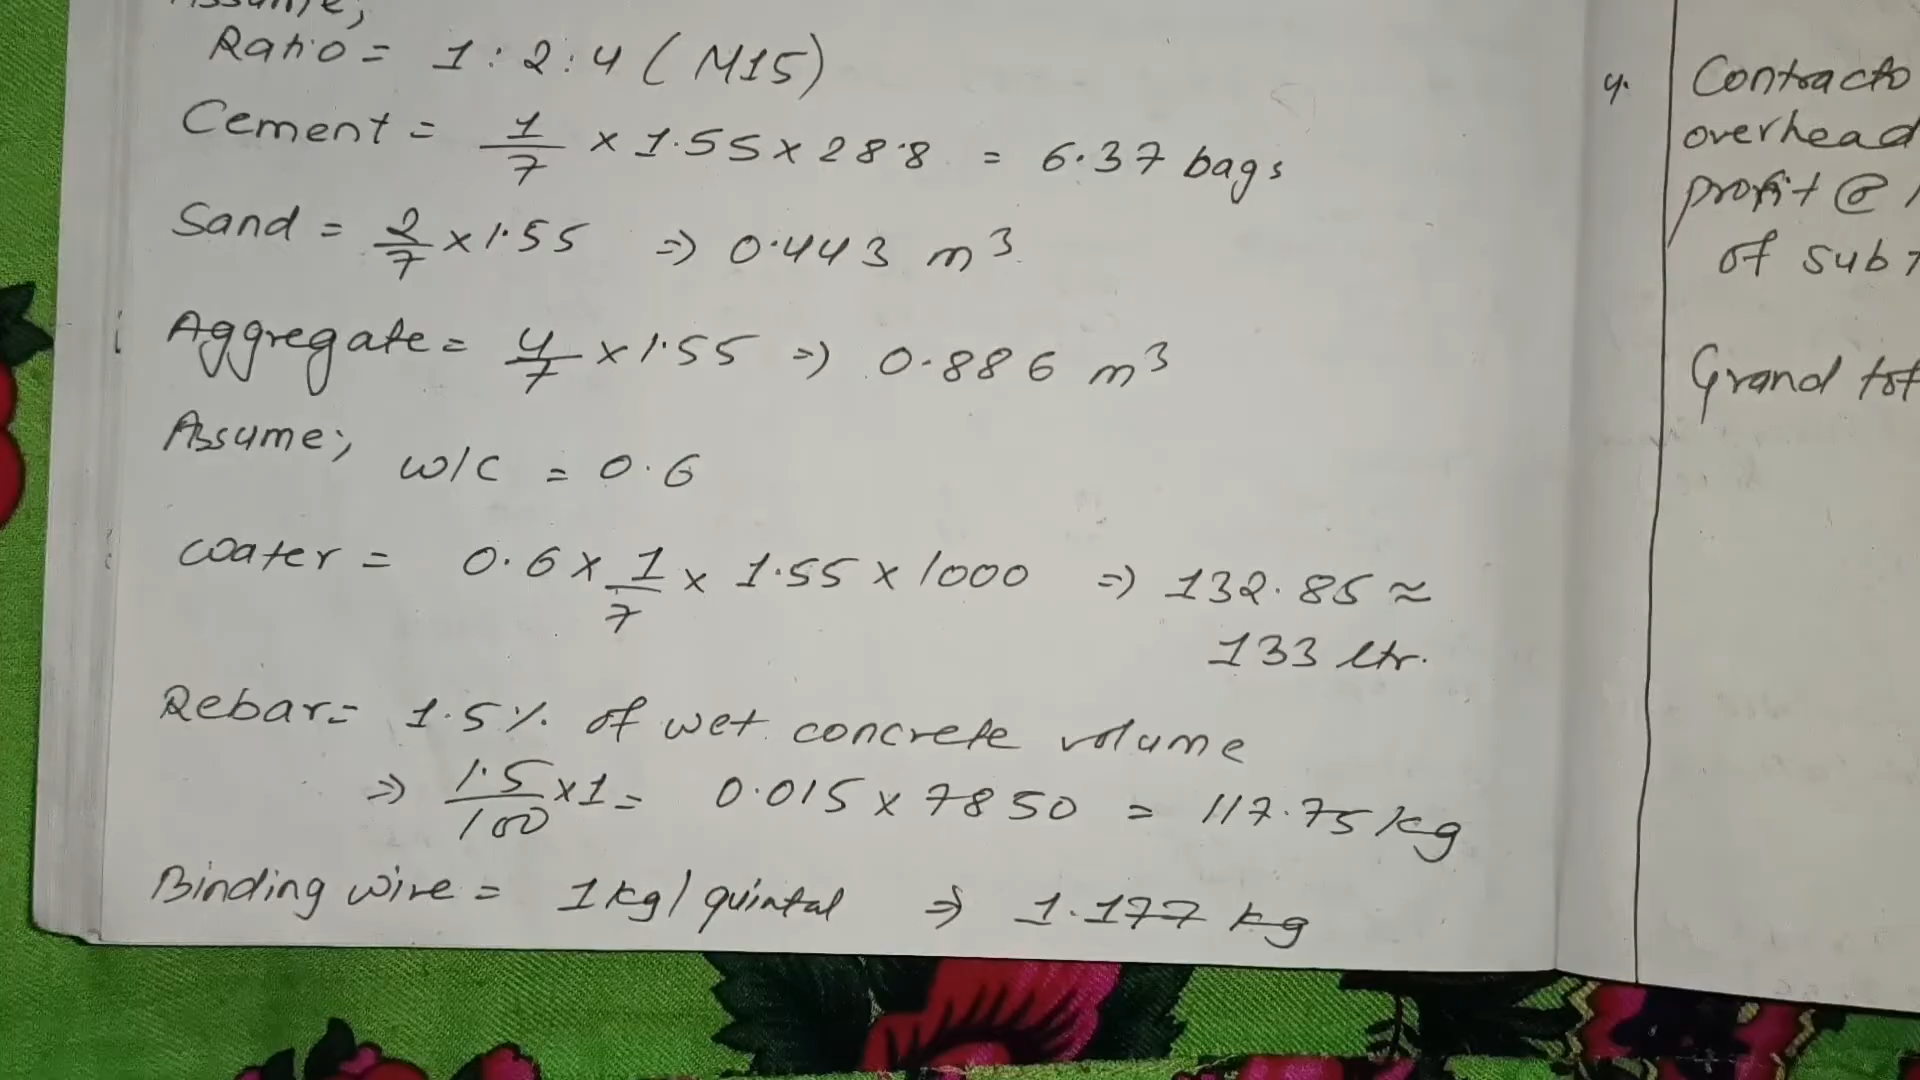 Assume,
Ratio = 1:2:4 (M15)
Cement = 1/7 × 1.55 × 28.8 = 6.37 bags
Sand = 2/7 × 1.55 => 0.443 m³
Aggregate = 4/7 × 1.55 => 0.886 m³
Assume;
w/c = 0.6
water = 0.6 × 1/7 × 1.55 × 1000 => 132.85 ≈
133 ltr.
Rebar = 1.5% of wet concrete volume
=> 1.5/100 × 1 = 0.015 × 7850 = 117.75 kg
Binding wire = 1 kg/quintal => 1.177 kg
4. Contracto
overhead
profit @
of sub
Grand tot